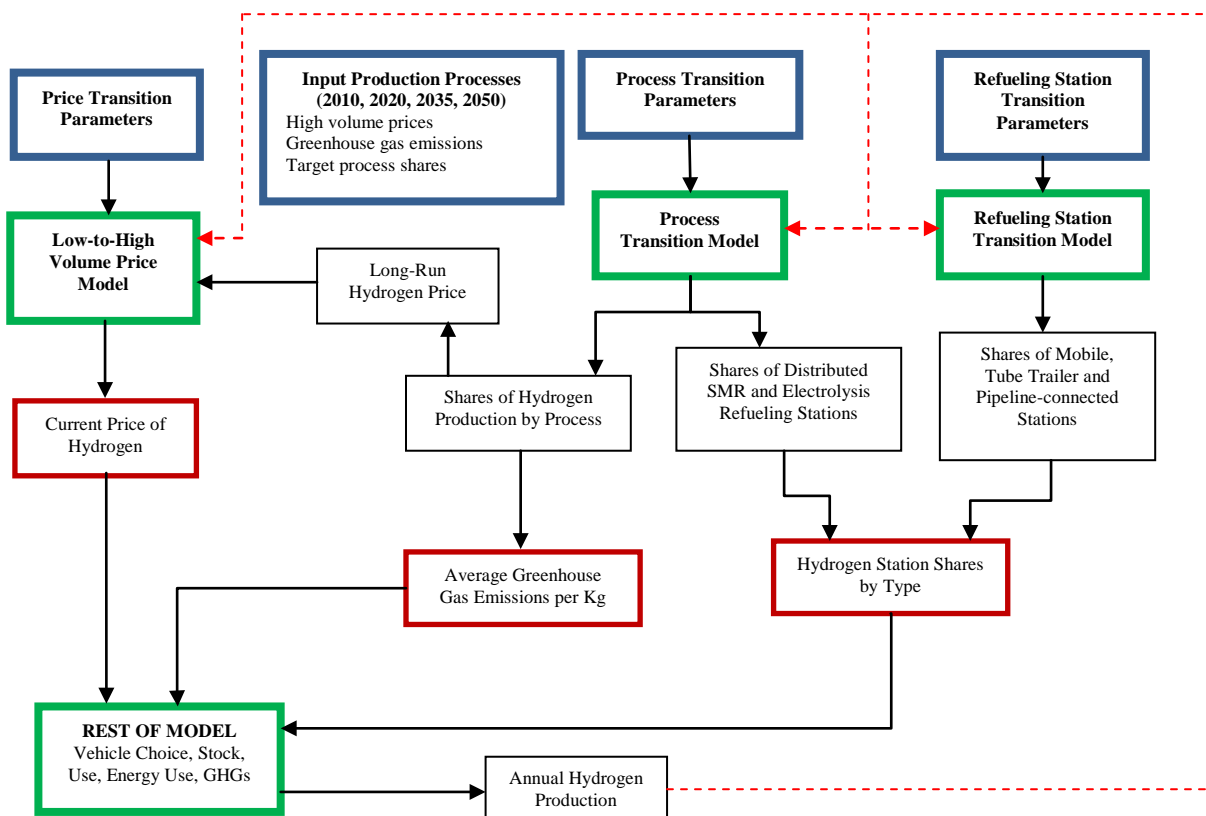 Price Transition
Parameters
Input Production Processes
(2010, 2020, 2035, 2050)
High volume prices
Greenhouse gas emissions
Target process shares
Process Transition
Parameters
Refueling Station
Transition
Parameters
Low-to-High
Volume Price
Model
Long-Run
Hydrogen Price
Process
Transition Model
Refueling Station
Transition Model
Current Price of
Hydrogen
Shares of Hydrogen
Production by Process
Shares of Distributed
SMR and Electrolysis
Refueling Stations
Shares of Mobile,
Tube Trailer and
Pipeline-connected
Stations
Average Greenhouse
Gas Emissions per Kg
Hydrogen Station Shares
by Type
REST OF MODEL
Vehicle Choice, Stock,
Use, Energy Use, GHGs
Annual Hydrogen
Production